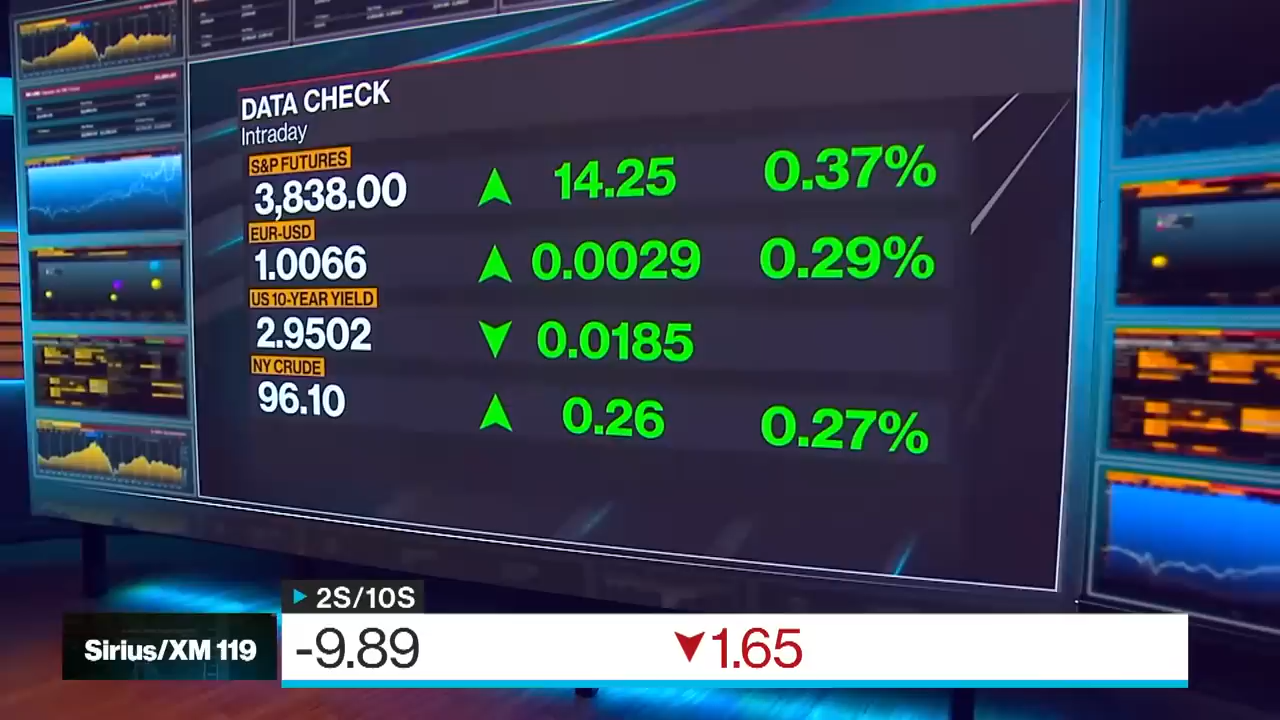 DATA CHECK
Intraday
S&P FUTURES
3,838.00 ▲ 14.25 0.37%
EUR-USD
1.0066 ▲ 0.0029 0.29%
US 10-YEAR YIELD
2.9502 ▼ 0.0185
NY CRUDE
96.10 ▲ 0.26 0.27%
2S/10S
Sirius/XM 119 -9.89 ▼1.65